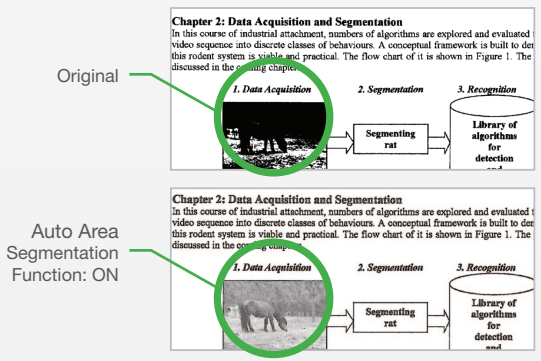 Original
Chapter 2: Data Acquisition and Segmentation
In this course of industrial attachment, numbers of algorithms are explored and evaluated
video sequence into discrete classes of behaviours. A conceptual framework is built to
this rodent system is viable and practical. The flow chart of it is shown in Figure 1. The
discussed in the coming chapter
1. Data Acquisition
2. Segmentation
3. Recognition
Segmenting
rat
Library of
algorithms
for
detection
and
Auto Area
Segmentation
Function: ON
Chapter 2: Data Acquisition and Segmentation
In this course of industrial attachment, numbers of algorithms are explored and evaluated
video sequence into discrete classes of behaviours. A conceptual framework is built to
this rodent system is viable and practical. The flow chart of it is shown in Figure 1. The
discussed in the coming chapter
1. Data Acquisition
2. Segmentation
3. Recognition
Segmenting
rat
Library of
algorithms
for
detection
and